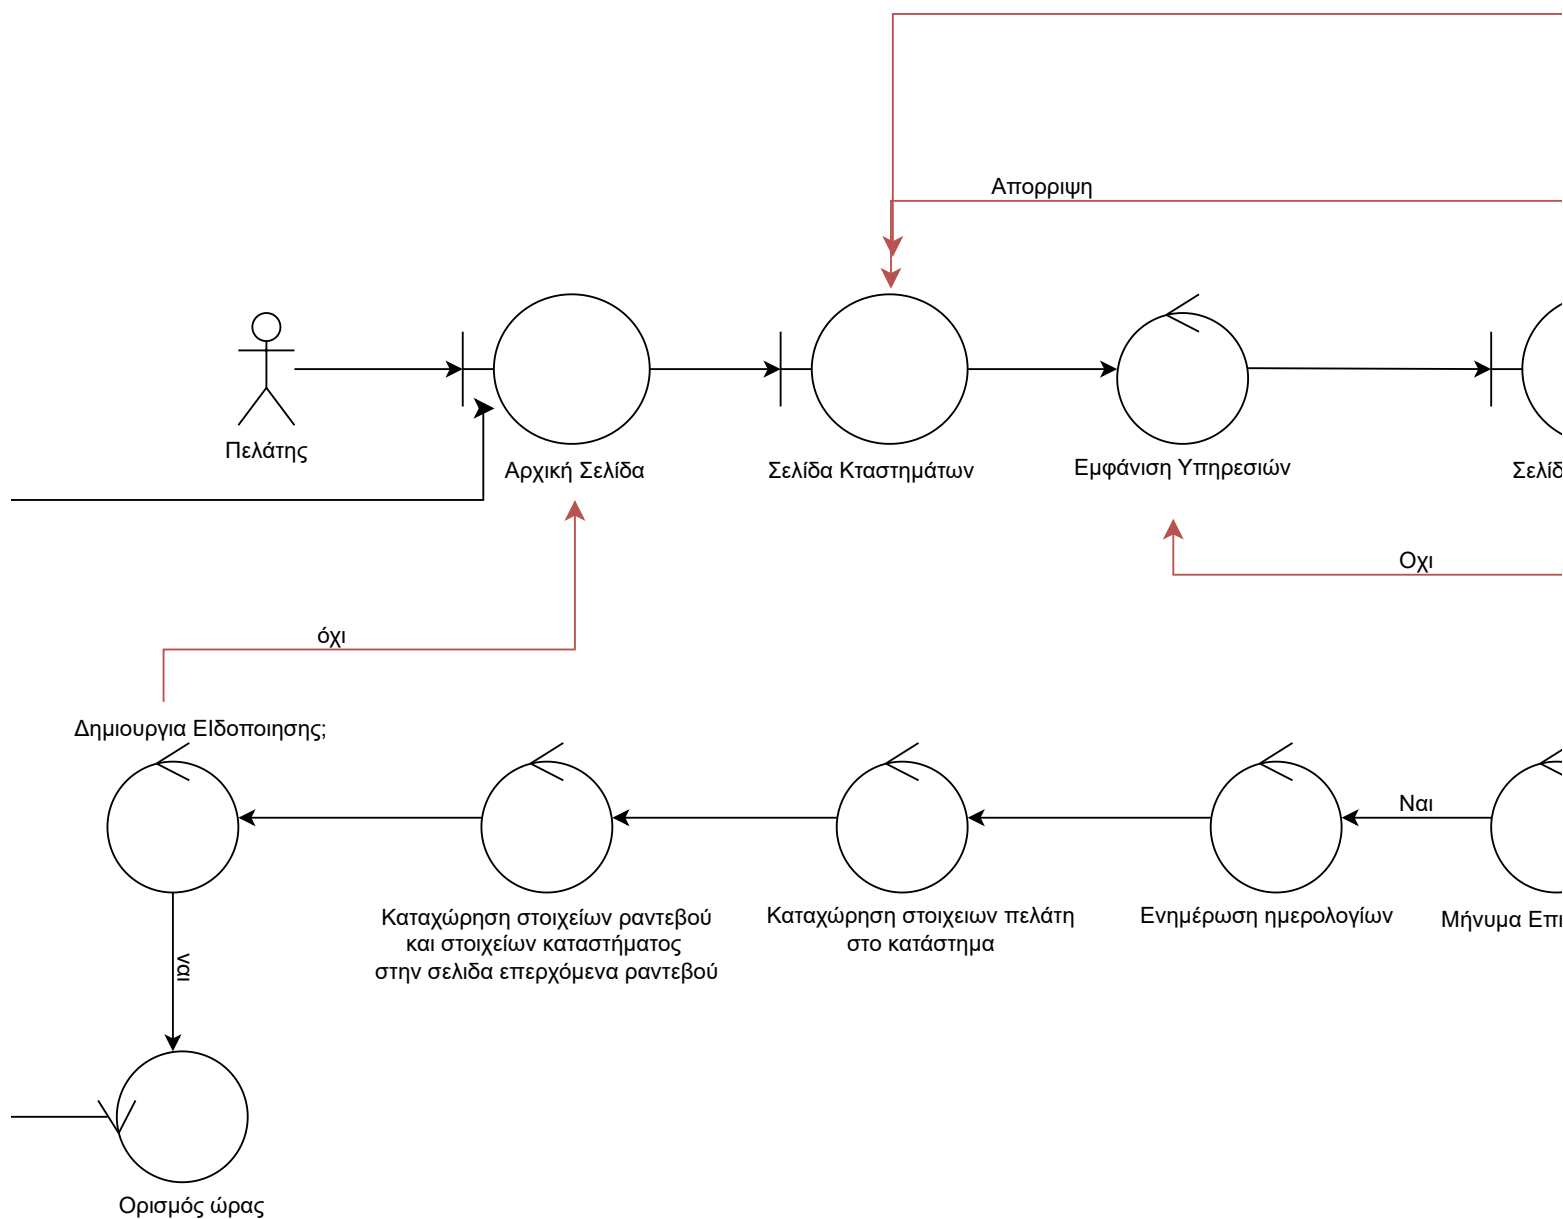 Απορριψη
Πελάτης
Αρχική Σελίδα
Σελίδα Κταστημάτων
Εμφάνιση Υπηρεσιών
Οχι
όχι
Δημιουργια ΕΙδοποιησης;
Ναι
Καταχώρηση στοιχείων ραντεβού
και στοιχείων καταστήματος
στην σελιδα επερχόμενα ραντεβού
Καταχώρηση στοιχειων πελάτη
στο κατάστημα
Ενημέρωση ημερολογίων
Μήνυμα
ναι
Ορισμός ώρας